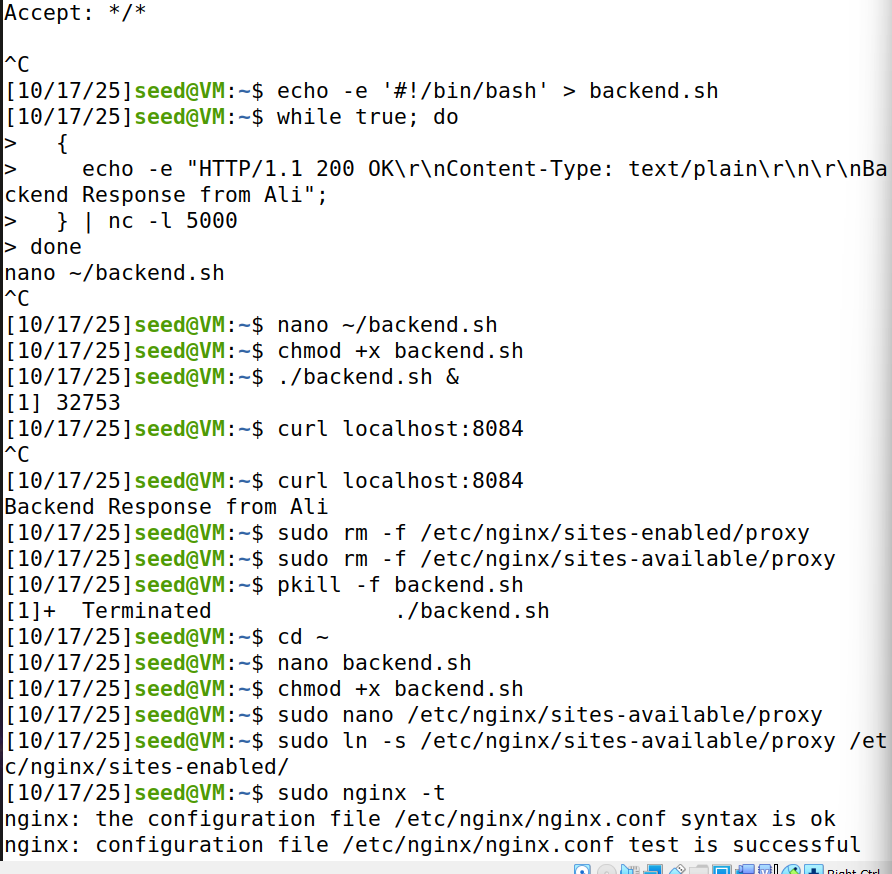 Accept: */*
^C
[10/17/25]seed@VM:~$ echo -e '#!/bin/bash' > backend.sh
[10/17/25]seed@VM:~$ while true; do
>   {
>     echo -e "HTTP/1.1 200 OK\r\nContent-Type: text/plain\r\n\r\nBa
ckend Response from Ali";
>   } | nc -l 5000
> done
nano ~/backend.sh
^C
[10/17/25]seed@VM:~$ nano ~/backend.sh
[10/17/25]seed@VM:~$ chmod +x backend.sh
[10/17/25]seed@VM:~$ ./backend.sh &
[1] 32753
[10/17/25]seed@VM:~$ curl localhost:8084
^C
[10/17/25]seed@VM:~$ curl localhost:8084
Backend Response from Ali
[10/17/25]seed@VM:~$ sudo rm -f /etc/nginx/sites-enabled/proxy
[10/17/25]seed@VM:~$ sudo rm -f /etc/nginx/sites-available/proxy
[10/17/25]seed@VM:~$ pkill -f backend.sh
[1]+  Terminated              ./backend.sh
[10/17/25]seed@VM:~$ cd ~
[10/17/25]seed@VM:~$ nano backend.sh
[10/17/25]seed@VM:~$ chmod +x backend.sh
[10/17/25]seed@VM:~$ sudo nano /etc/nginx/sites-available/proxy
[10/17/25]seed@VM:~$ sudo ln -s /etc/nginx/sites-available/proxy /et
c/nginx/sites-enabled/
[10/17/25]seed@VM:~$ sudo nginx -t
nginx: the configuration file /etc/nginx/nginx.conf syntax is ok
nginx: configuration file /etc/nginx/nginx.conf test is successful
Right Ctrl